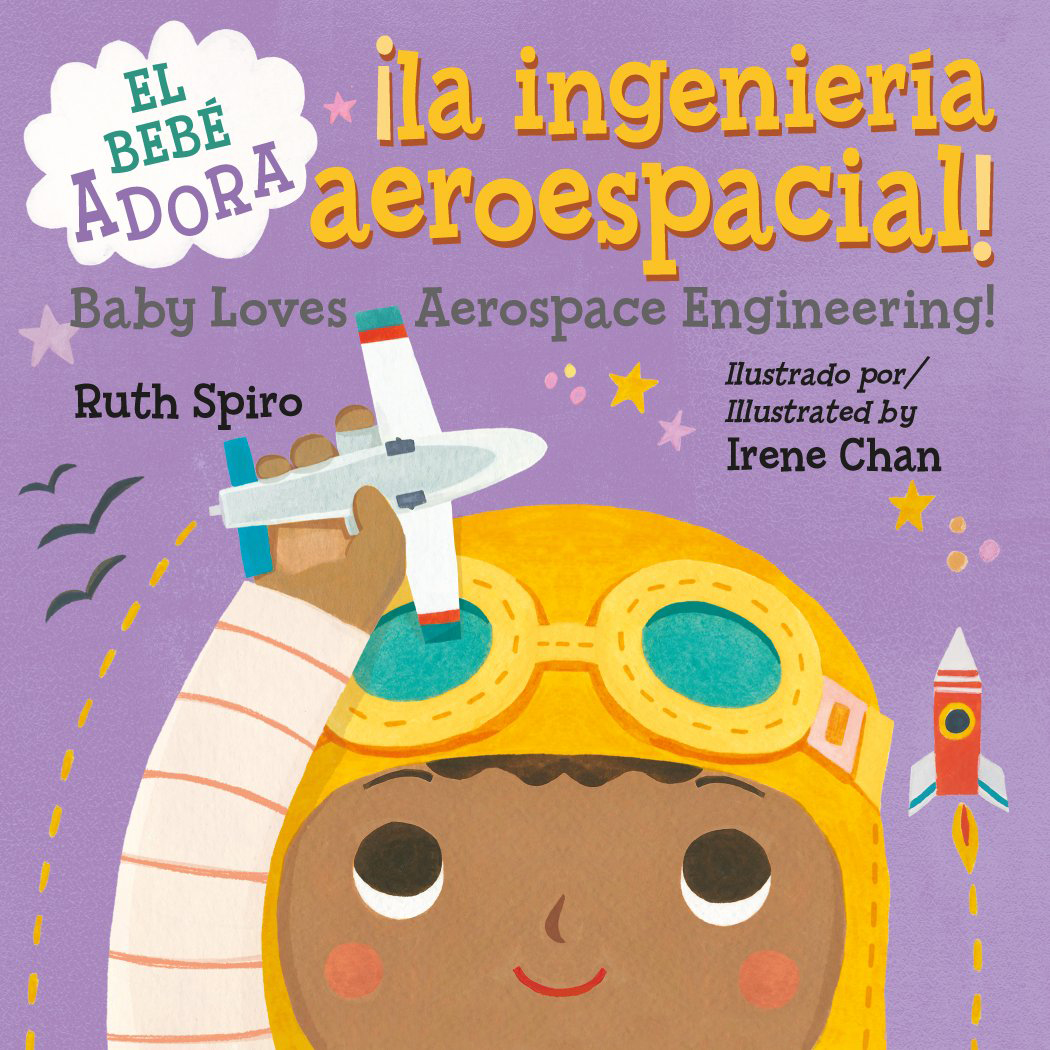 EL
BEBÉ
ADORA
¡la ingeniería
aeroespacial!
Baby Loves Aerospace Engineering!
Ruth Spiro
Ilustrado por/
Illustrated by
Irene Chan